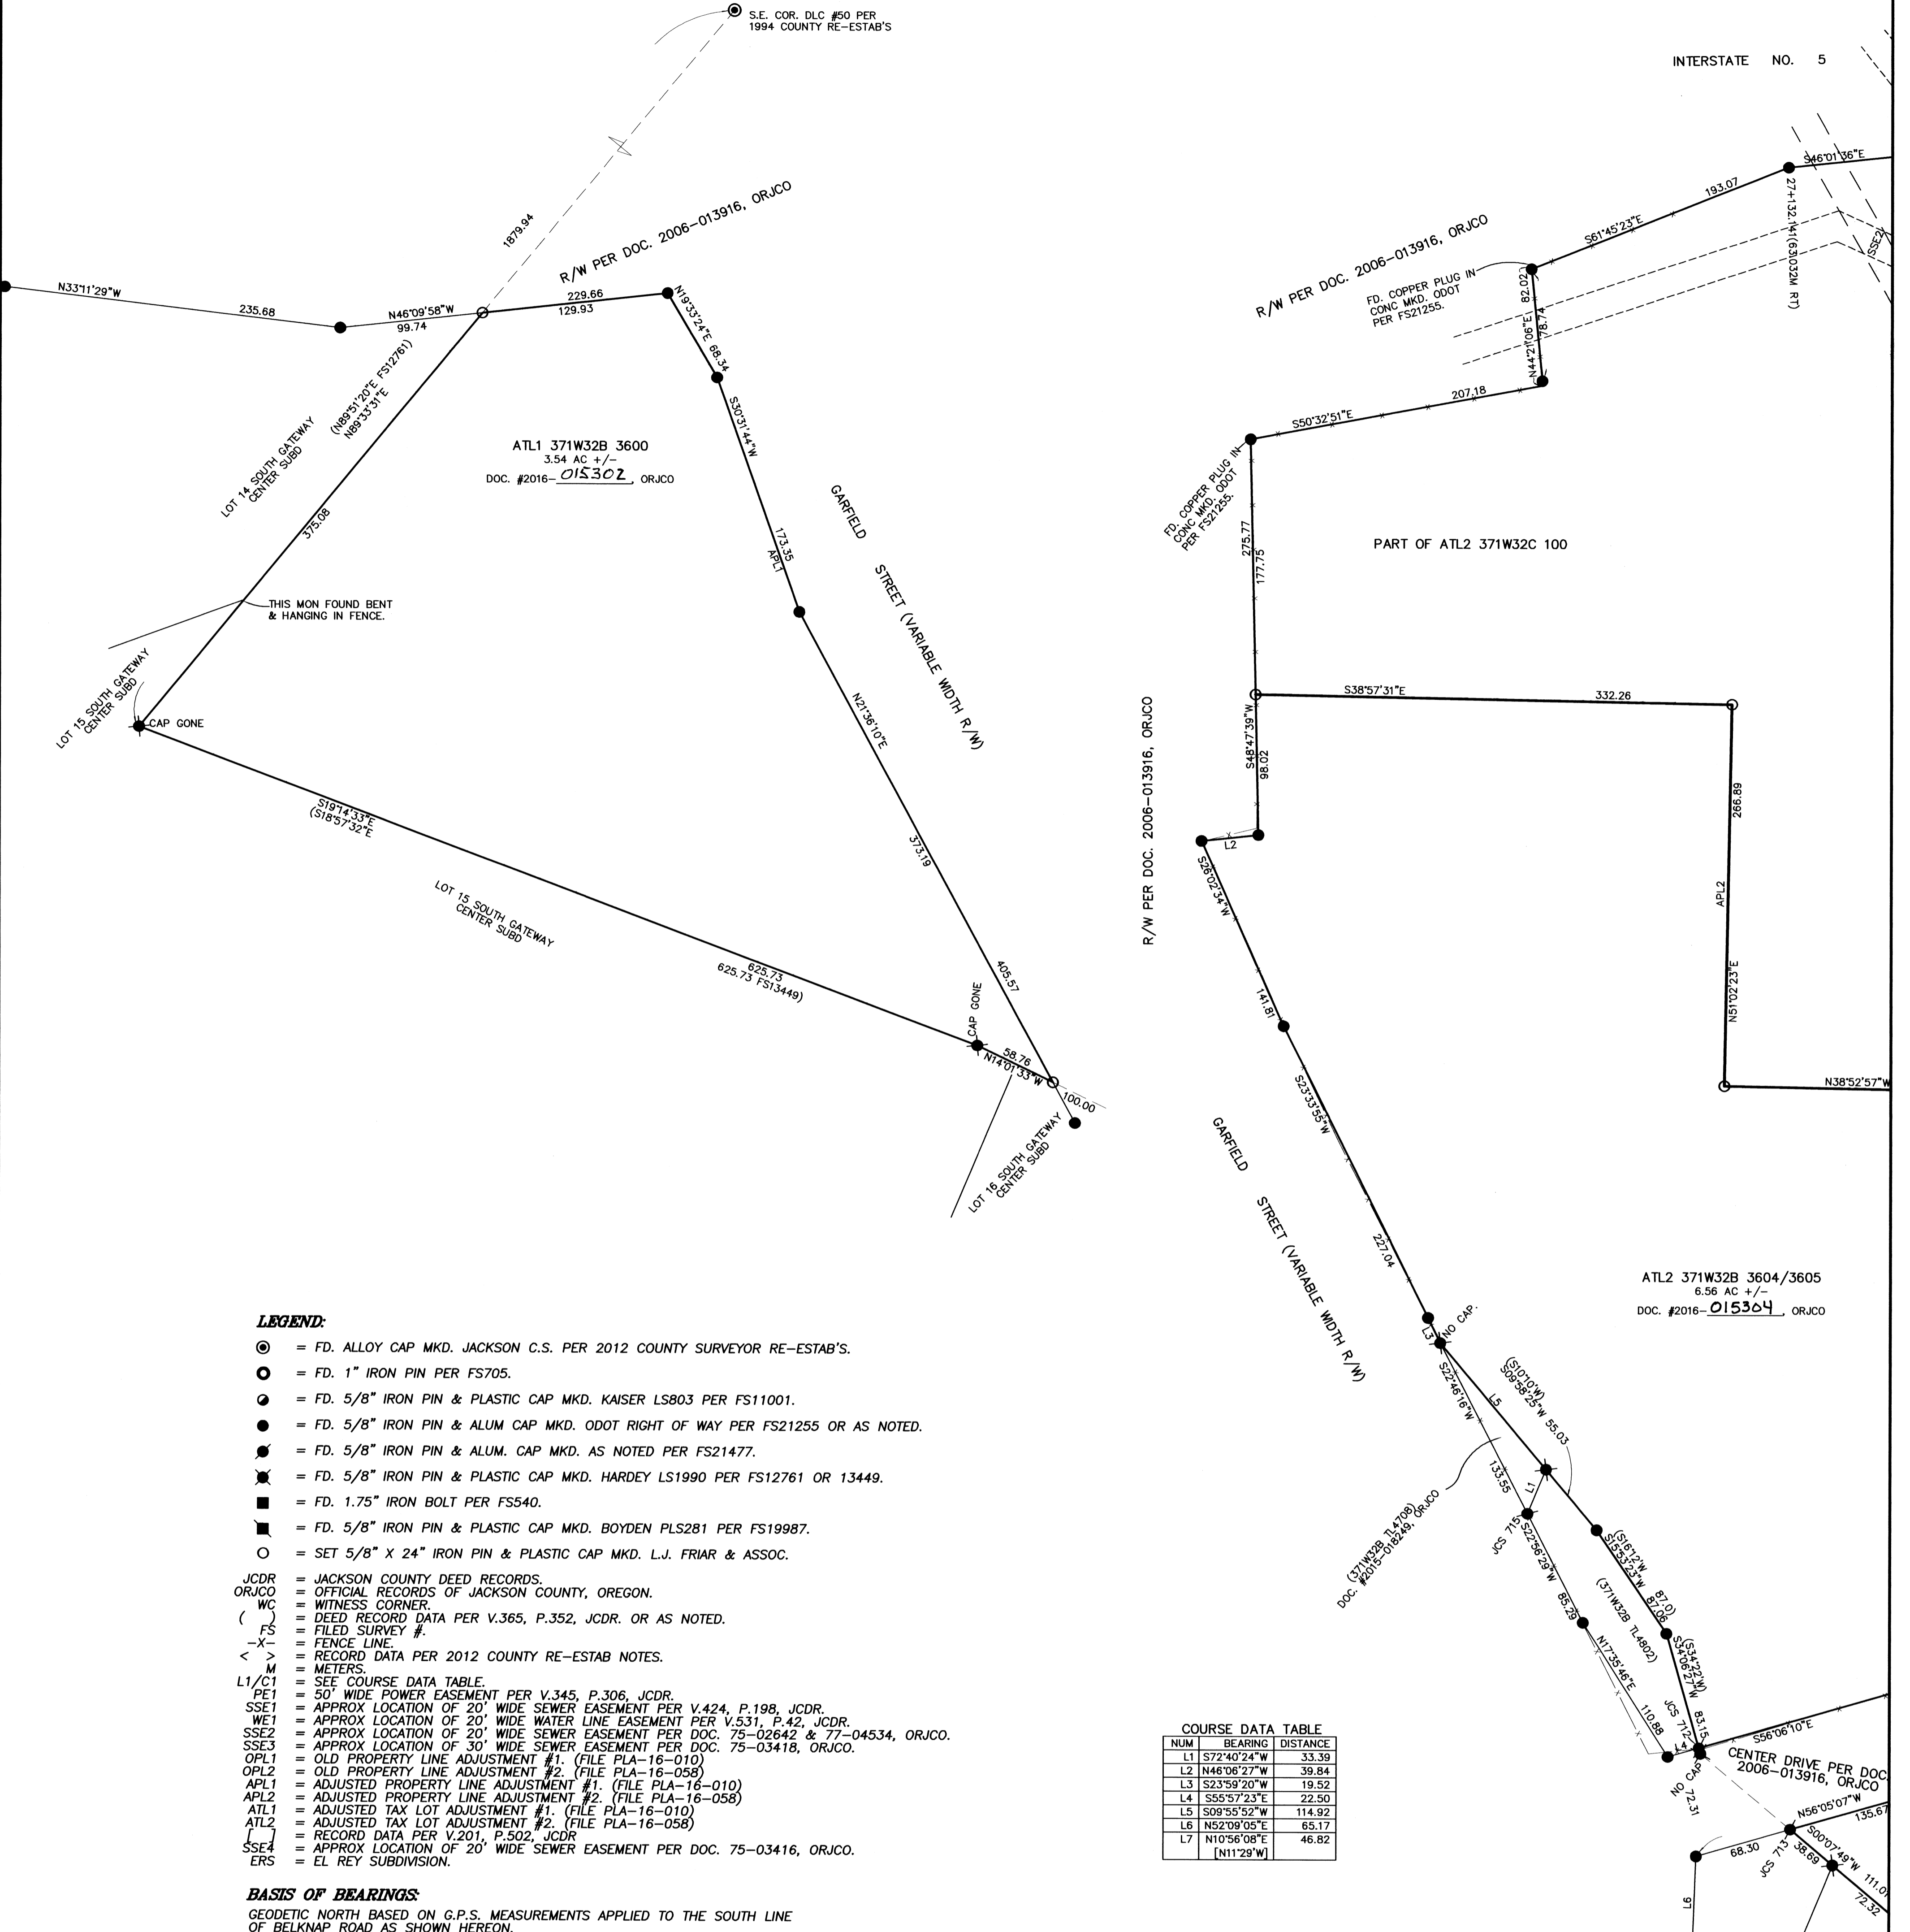 S.E. COR. DLC #50 PER
1994 COUNTY RE-ESTAB'S
INTERSTATE NO. 5
1879.94
R/W PER DOC. 2006-013916, ORJCO
N33°11'29"W
235.68
N46°09'58"W
99.74
229.66
129.93
N19°33'24"E 68.34
(N89°51'20"E FS12761)
N89°33'31"E
LOT 14 SOUTH GATEWAY
CENTER SUBD
375.08
ATL1 371W32B 3600
3.54 AC +/-
DOC. #2016-015302, ORJCO
S30°31'44"W
173.35
APL1
GARFIELD STREET (VARIABLE WIDTH R/W)
THIS MON FOUND BENT
& HANGING IN FENCE.
LOT 15 SOUTH GATEWAY
CENTER SUBD
CAP GONE
N21°36'10"E
373.19
405.57
S19°14'33"E
(S18°57'32"E
LOT 15 SOUTH GATEWAY
CENTER SUBD
625.73
625.73 FS13449)
CAP GONE
58.76
N14°01'33"W
100.00
LOT 16 SOUTH GATEWAY
CENTER SUBD
S46°01'36"E
193.07
S61°45'23"E
27+132.141(63.032M RT)
SSE2
R/W PER DOC. 2006-013916, ORJCO
FD. COPPER PLUG IN
CONC MKD. ODOT
PER FS21255.
N44°21'06"E
82.02
78.74
207.18
S50°32'51"E
FD. COPPER PLUG IN
CONC MKD. ODOT
PER FS21255.
275.77
177.75
PART OF ATL2 371W32C 100
S38°57'31"E
332.26
S48°47'39"W
98.02
R/W PER DOC. 2006-013916, ORJCO
266.89
APL2
N51°02'23"E
N38°52'57"W
L2
S26°02'34"W
141.81
S23°33'55"W
227.04
GARFIELD STREET (VARIABLE WIDTH R/W)
ATL2 371W32B 3604/3605
6.56 AC +/-
DOC. #2016-015304, ORJCO
L3
NO CAP.
S22°46'16"W
L5
(S10°10'W)
S09°58'25"W 55.03
133.55
L1
(371W32B TL4708)
DOC. #2015-018249, ORJCO
JCS 715
S22°56'29"W
85.29
(S16°12'W
S15°53'23"W
87.0)
87.06
(371W32B TL4802)
(S34°22'W)
S34°06'27"W
83.15
N17°35'46"E
110.88
JCS 712
L4
S56°06'10"E
NO CAP
72.31
CENTER DRIVE PER DOC.
2006-013916, ORJCO
N56°05'07"W
135.67
68.30
JCS 713
38.69
S00°07'49"W
111.01
72.32
L6
LEGEND:
= FD. ALLOY CAP MKD. JACKSON C.S. PER 2012 COUNTY SURVEYOR RE-ESTAB'S.
= FD. 1" IRON PIN PER FS705.
= FD. 5/8" IRON PIN & PLASTIC CAP MKD. KAISER LS803 PER FS11001.
= FD. 5/8" IRON PIN & ALUM CAP MKD. ODOT RIGHT OF WAY PER FS21255 OR AS NOTED.
= FD. 5/8" IRON PIN & ALUM. CAP MKD. AS NOTED PER FS21477.
= FD. 5/8" IRON PIN & PLASTIC CAP MKD. HARDEY LS1990 PER FS12761 OR 13449.
= FD. 1.75" IRON BOLT PER FS540.
= FD. 5/8" IRON PIN & PLASTIC CAP MKD. BOYDEN PLS281 PER FS19987.
= SET 5/8" X 24" IRON PIN & PLASTIC CAP MKD. L.J. FRIAR & ASSOC.
JCDR = JACKSON COUNTY DEED RECORDS.
ORJCO = OFFICIAL RECORDS OF JACKSON COUNTY, OREGON.
WC = WITNESS CORNER.
( ) = DEED RECORD DATA PER V.365, P.352, JCDR. OR AS NOTED.
FS = FILED SURVEY #.
-X- = FENCE LINE.
< > = RECORD DATA PER 2012 COUNTY RE-ESTAB NOTES.
M = METERS.
L1/C1 = SEE COURSE DATA TABLE.
PE1 = 50' WIDE POWER EASEMENT PER V.345, P.306, JCDR.
SSE1 = APPROX LOCATION OF 20' WIDE SEWER EASEMENT PER V.424, P.198, JCDR.
WE1 = APPROX LOCATION OF 20' WIDE WATER LINE EASEMENT PER V.531, P.42, JCDR.
SSE2 = APPROX LOCATION OF 20' WIDE SEWER EASEMENT PER DOC. 75-02642 & 77-04534, ORJCO.
SSE3 = APPROX LOCATION OF 30' WIDE SEWER EASEMENT PER DOC. 75-03418, ORJCO.
OPL1 = OLD PROPERTY LINE ADJUSTMENT #1. (FILE PLA-16-010)
OPL2 = OLD PROPERTY LINE ADJUSTMENT #2. (FILE PLA-16-058)
APL1 = ADJUSTED PROPERTY LINE ADJUSTMENT #1. (FILE PLA-16-010)
APL2 = ADJUSTED PROPERTY LINE ADJUSTMENT #2. (FILE PLA-16-058)
ATL1 = ADJUSTED TAX LOT ADJUSTMENT #1. (FILE PLA-16-010)
ATL2 = ADJUSTED TAX LOT ADJUSTMENT #2. (FILE PLA-16-058)
[ ] = RECORD DATA PER V.201, P.502, JCDR
SSE4 = APPROX LOCATION OF 20' WIDE SEWER EASEMENT PER DOC. 75-03416, ORJCO.
ERS = EL REY SUBDIVISION.
COURSE DATA TABLE
NUM BEARING DISTANCE
L1 S72°40'24"W 33.39
L2 N46°06'27"W 39.84
L3 S23°59'20"W 19.52
L4 S55°57'23"E 22.50
L5 S09°55'52"W 114.92
L6 N52°09'05"E 65.17
L7 N10°56'08"E 46.82
[N11°29'W]
BASIS OF BEARINGS:
GEODETIC NORTH BASED ON G.P.S. MEASUREMENTS APPLIED TO THE SOUTH LINE
OF BELKNAP ROAD AS SHOWN HEREON.